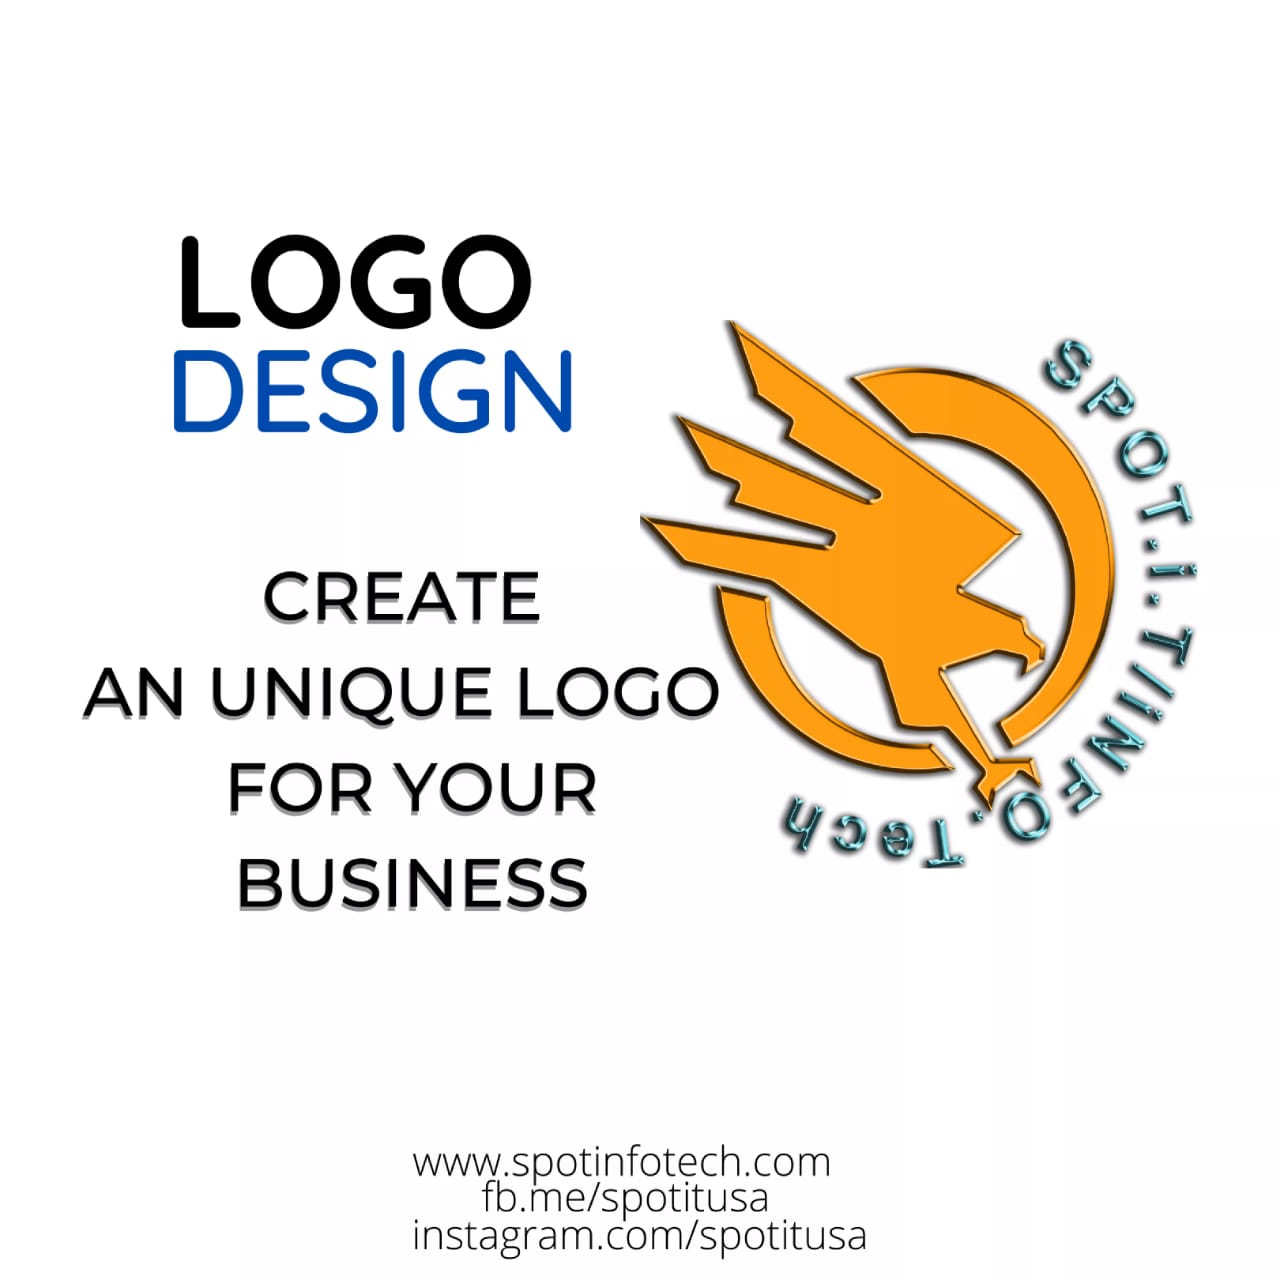 LOGO
DESIGN
CREATE
AN UNIQUE LOGO
FOR YOUR
BUSINESS
SPOT.i.T/iNFO.Tech
www.spotinfotech.com
fb.me/spotitusa
instagram.com/spotitusa